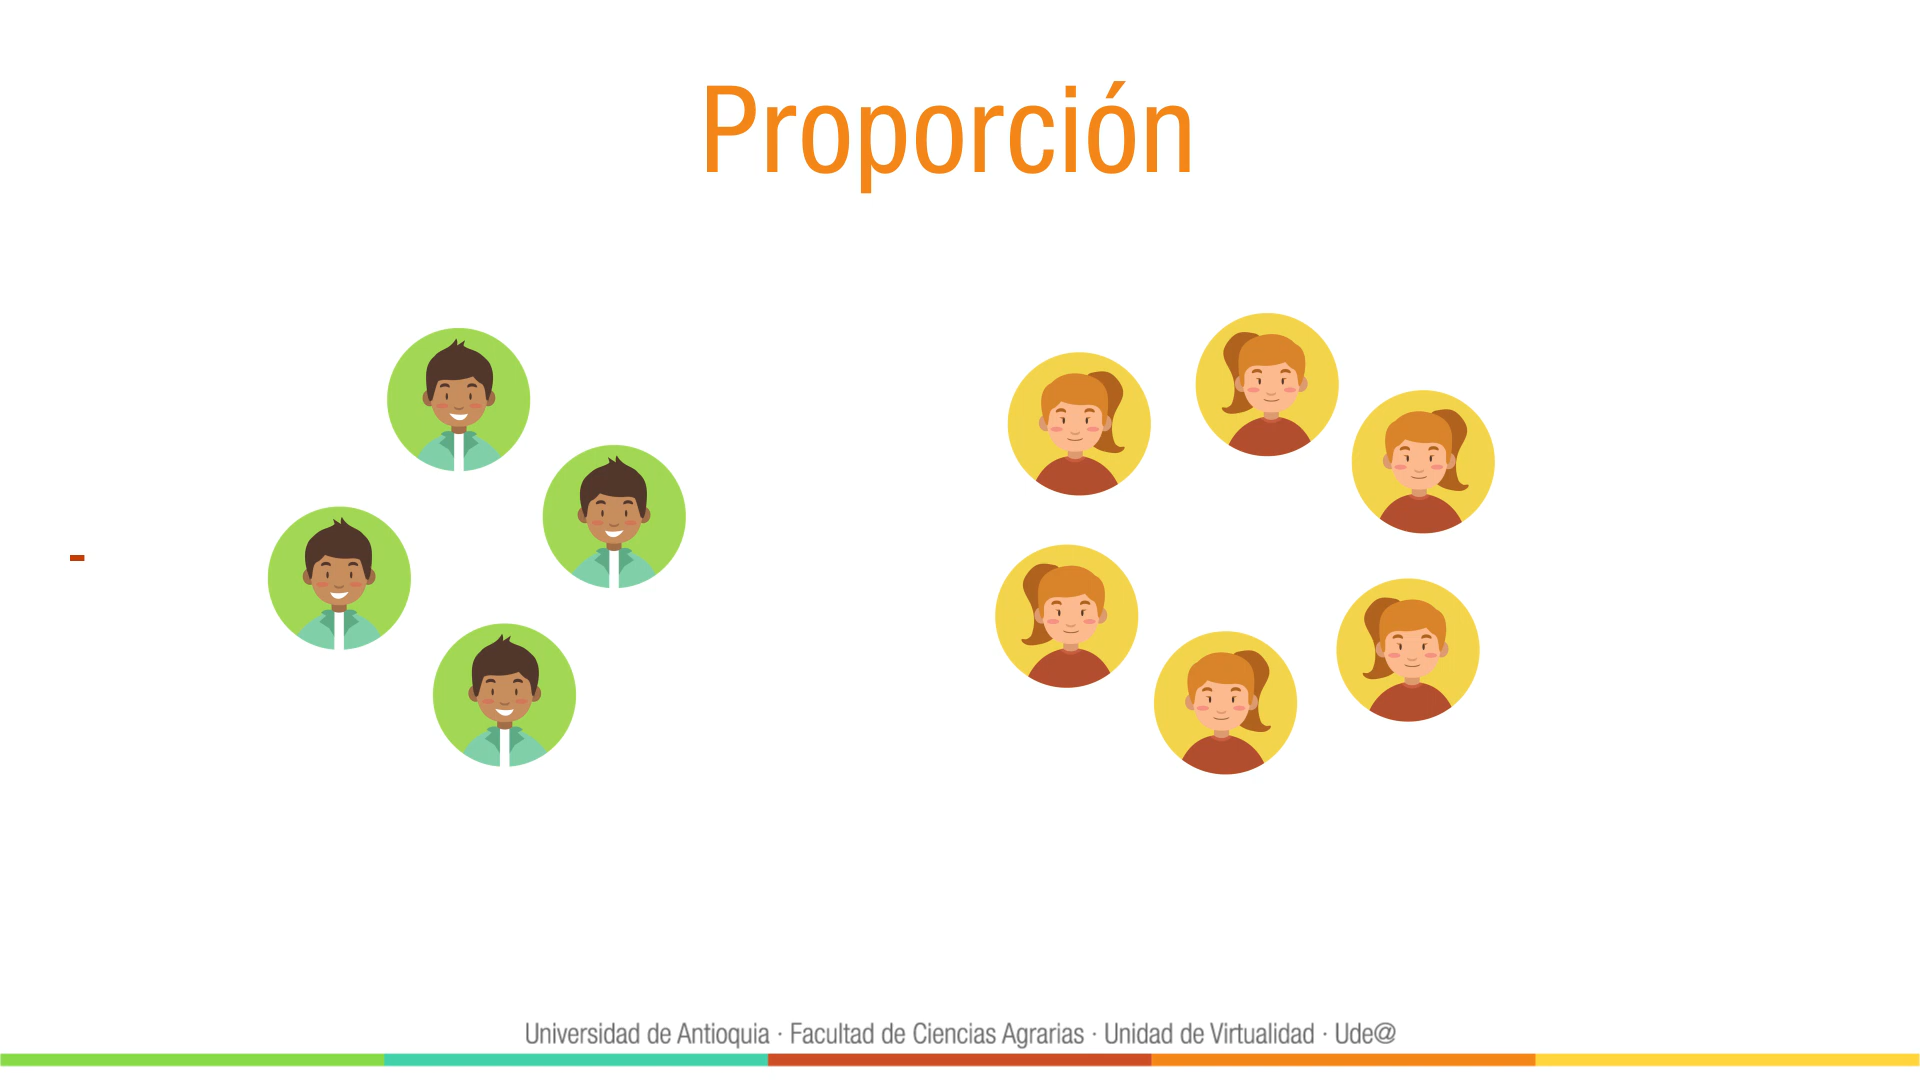 Proporción
-
Universidad de Antioquia · Facultad de Ciencias Agrarias · Unidad de Virtualidad · Ude@